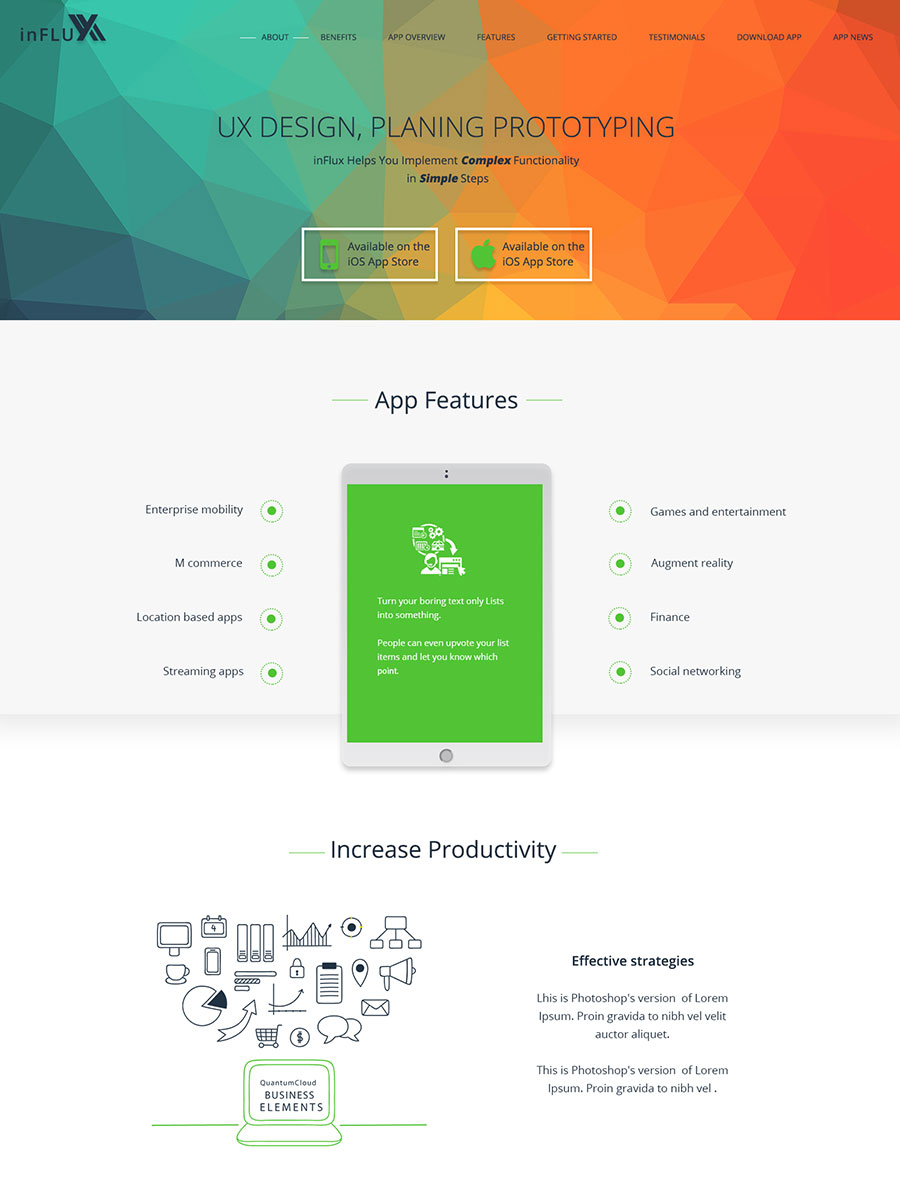 inFLUX
ABOUT BENEFITS APP OVERVIEW FEATURES GETTING STARTED TESTIMONIALS DOWNLOAD APP APP NEWS
UX DESIGN, PLANING PROTOTYPING
inFlux Helps You Implement Complex Functionality
in Simple Steps
Available on the
iOS App Store
Available on the
iOS App Store
App Features
Enterprise mobility
M commerce
Location based apps
Streaming apps
Turn your boring text only Lists
into something.
People can even upvote your list
items and let you know which
point.
Games and entertainment
Augment reality
Finance
Social networking
Increase Productivity
4
$
QuantumCloud
BUSINESS
ELEMENTS
Effective strategies
Lhis is Photoshop's version of Lorem
Ipsum. Proin gravida to nibh vel velit
auctor aliquet.
This is Photoshop's version of Lorem
Ipsum. Proin gravida to nibh vel .